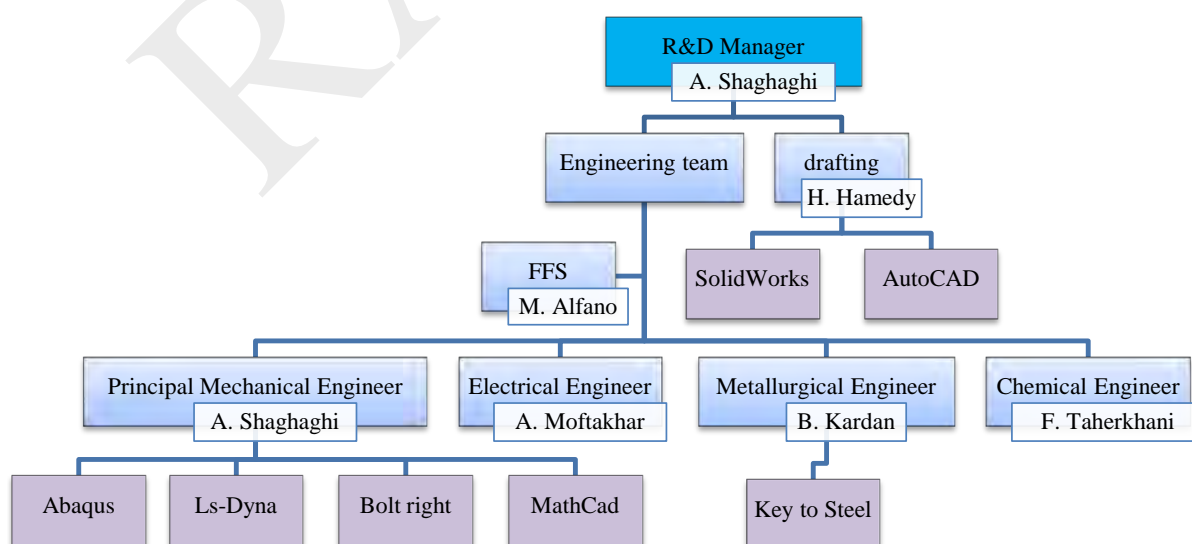 R&D Manager
A. Shaghaghi
Engineering team
drafting
H. Hamedy
FFS
M. Alfano
SolidWorks
AutoCAD
Principal Mechanical Engineer
A. Shaghaghi
Electrical Engineer
A. Moftakhar
Metallurgical Engineer
B. Kardan
Chemical Engineer
F. Taherkhani
Abaqus
Ls-Dyna
Bolt right
MathCad
Key to Steel